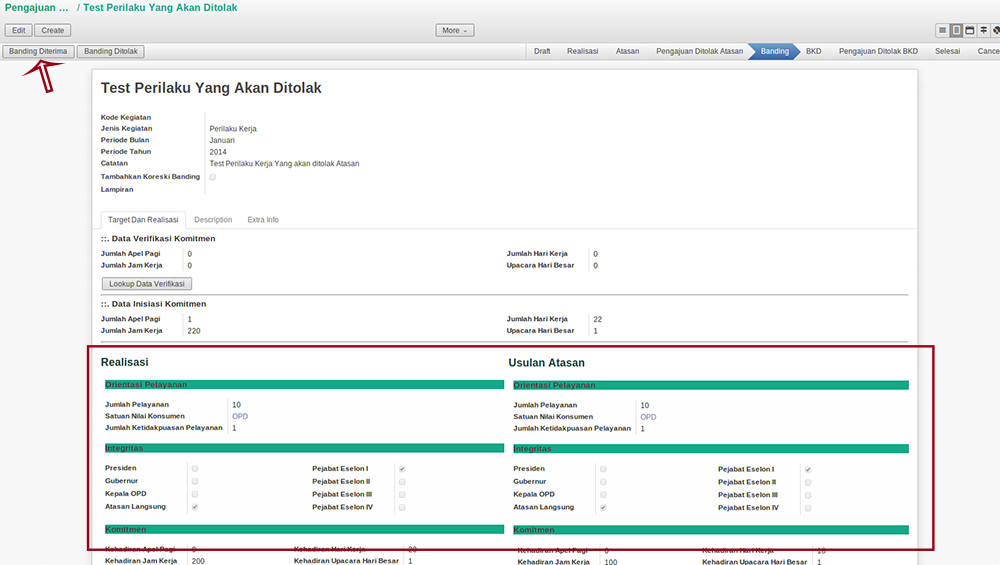 Pengajuan ... / Test Perilaku Yang Akan Ditolak
Edit Create More
Banding Diterima Banding Ditolak Draft Realisasi Atasan Pengajuan Ditolak Atasan Banding BKD Pengajuan Ditolak BKD Selesai Cance
Test Perilaku Yang Akan Ditolak
Kode Kegiatan
Jenis Kegiatan Perilaku Kerja
Periode Bulan Januari
Periode Tahun 2014
Catatan Test Perilaku Kerja Yang akan ditolak Atasan
Tambahkan Koreski Banding
Lampiran
Target Dan Realisasi Description Extra Info
::. Data Verifikasi Komitmen
Jumlah Apel Pagi 0 Jumlah Hari Kerja 0
Jumlah Jam Kerja 0 Upacara Hari Besar 0
Lookup Data Verifikasi
::. Data Inisiasi Komitmen
Jumlah Apel Pagi 1 Jumlah Hari Kerja 22
Jumlah Jam Kerja 220 Upacara Hari Besar 1
Realisasi Usulan Atasan
Orientasi Pelayanan Orientasi Pelayanan
Jumlah Pelayanan 10 Jumlah Pelayanan 10
Satuan Nilai Konsumen OPD Satuan Nilai Konsumen OPD
Jumlah Ketidakpuasan Pelayanan 1 Jumlah Ketidakpuasan Pelayanan 1
Integritas Integritas
Presiden Pejabat Eselon I Presiden Pejabat Eselon I
Gubernur Pejabat Eselon II Gubernur Pejabat Eselon II
Kepala OPD Pejabat Eselon III Kepala OPD Pejabat Eselon III
Atasan Langsung Pejabat Eselon IV Atasan Langsung Pejabat Eselon IV
Komitmen Komitmen
Kehadiran Apel Pagi 0 Kehadiran Hari Kerja 20 Kehadiran Apel Pagi 0 Kehadiran Hari Kerja 18
Kehadiran Jam Kerja 200 Kehadiran Upacara Hari Besar 1 Kehadiran Jam Kerja 100 Kehadiran Upacara Hari Besar 1